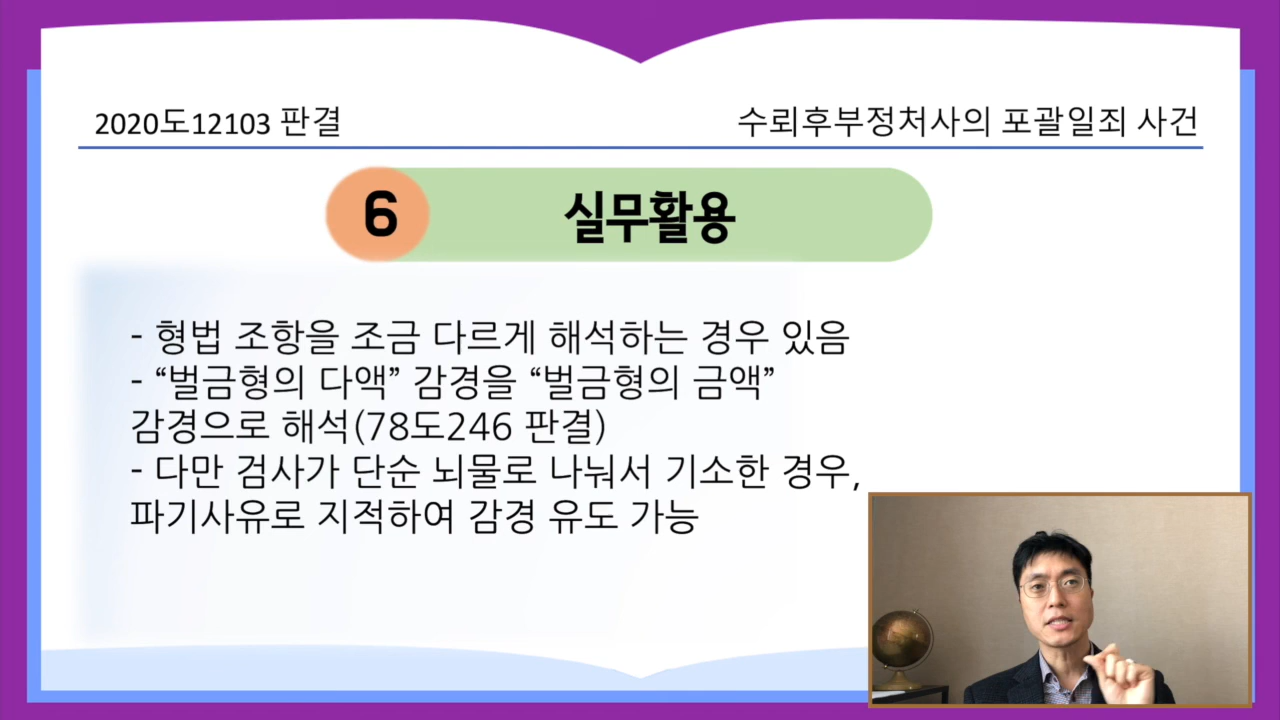 2020도12103 판결
수뢰후부정처사의 포괄일죄 사건
6
실무활용
- 형법 조항을 조금 다르게 해석하는 경우 있음
- “벌금형의 다액” 감경을 “벌금형의 금액”
감경으로 해석(78도246 판결)
- 다만 검사가 단순 뇌물로 나눠서 기소한 경우,
파기사유로 지적하여 감경 유도 가능